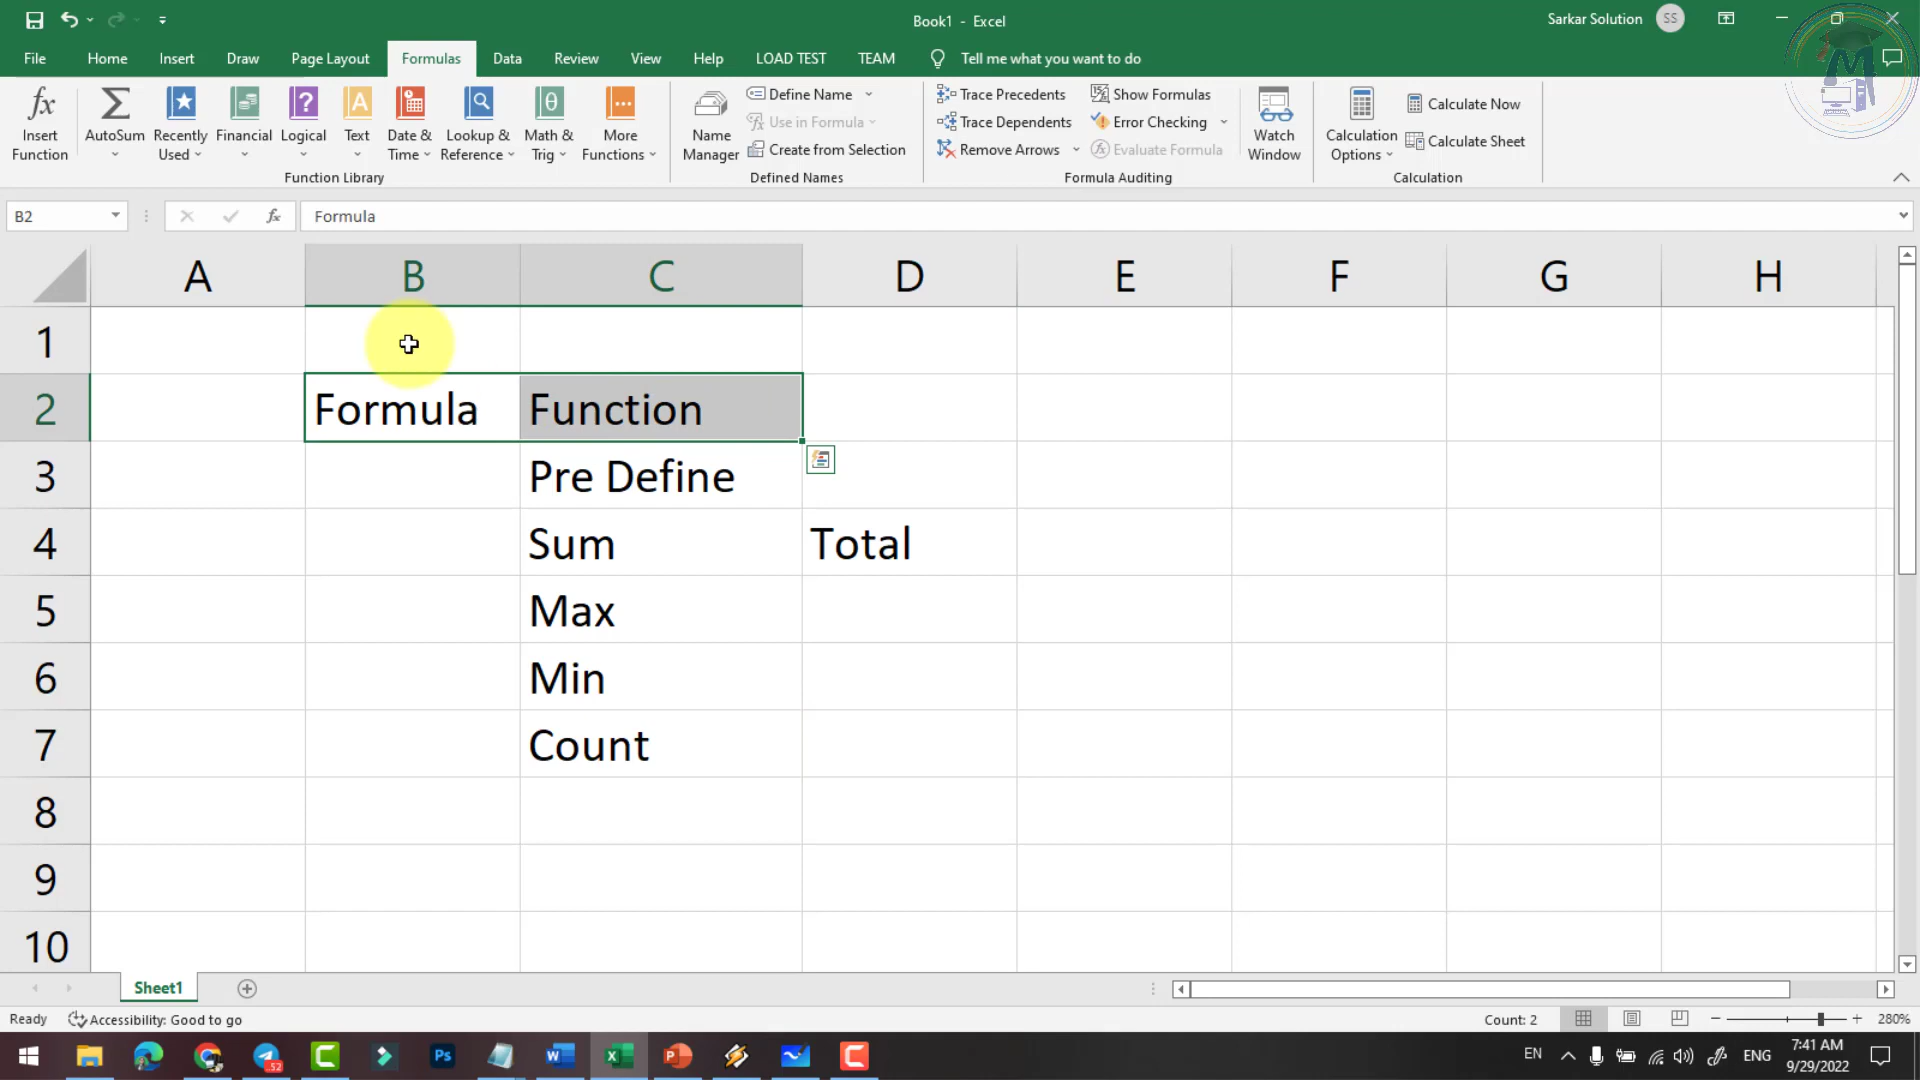 Book1 - Excel
Sarkar Solution SS
File Home Insert Draw Page Layout Formulas Data Review View Help LOAD TEST TEAM Tell me what you want to do
Insert Function
AutoSum
Recently Used
Financial
Logical
Text
Date & Time
Lookup & Reference
Math & Trig
More Functions
Function Library
Name Manager
Define Name
Use in Formula
Create from Selection
Defined Names
Trace Precedents
Trace Dependents
Remove Arrows
Show Formulas
Error Checking
Evaluate Formula
Formula Auditing
Watch Window
Calculation Options
Calculate Now
Calculate Sheet
Calculation
B2 fx Formula
A B C D E F G H
1
2 Formula Function
3 Pre Define
4 Sum Total
5 Max
6 Min
7 Count
8
9
10
Sheet1
Ready Accessibility: Good to go Count: 2 280%
EN ENG 7:41 AM
9/29/2022